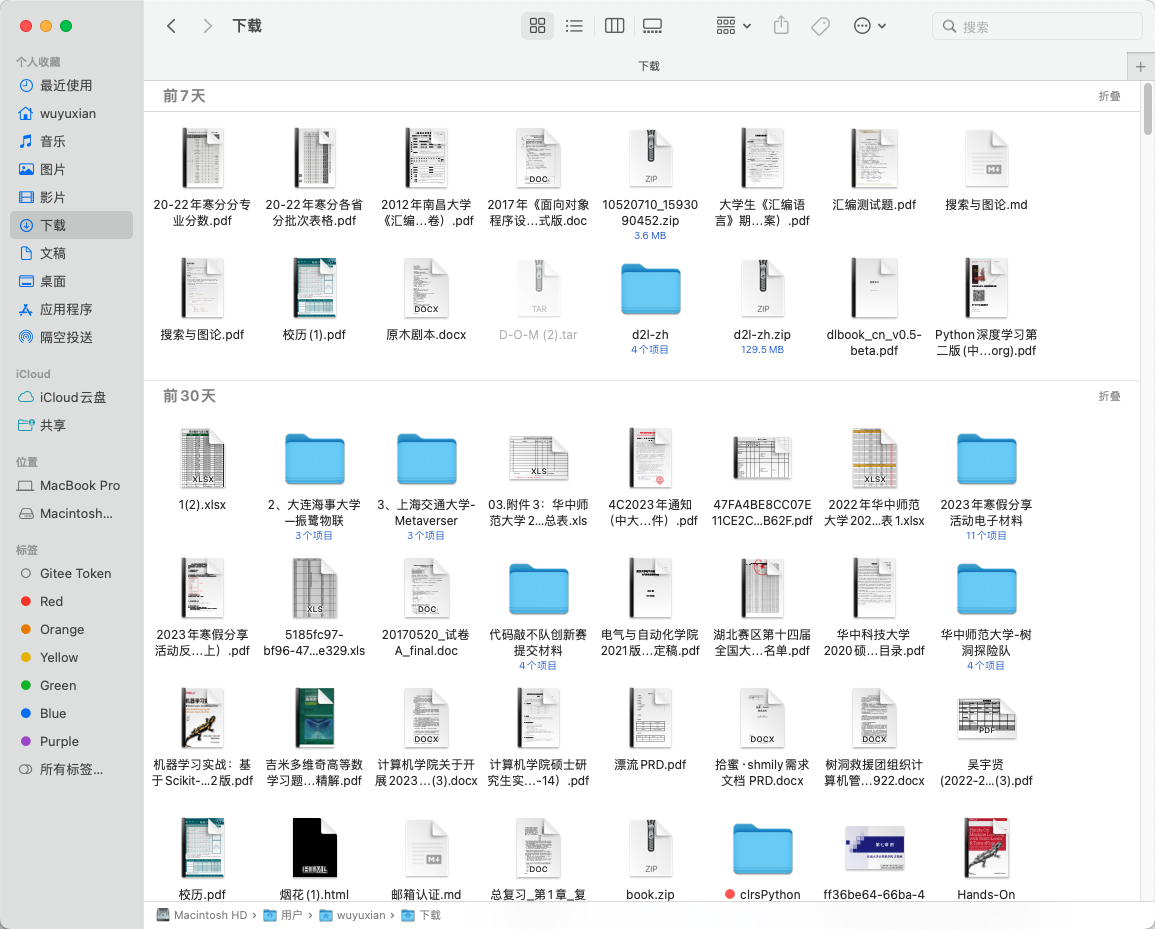 下载
搜索
下载
个人收藏
最近使用
wuyuxian
音乐
图片
影片
下载
文稿
桌面
应用程序
隔空投送
iCloud
iCloud云盘
共享
位置
MacBook Pro
Macintosh...
标签
Gitee Token
Red
Orange
Yellow
Green
Blue
Purple
所有标签...
前7天
折叠
20-22年寒分分专
业分数.pdf
20-22年寒分各省
分批次表格.pdf
2012年南昌大学
《汇编...卷）.pdf
DOC
2017年《面向对象
程序设...式版.doc
ZIP
10520710_15930
90452.zip
3.6 MB
大学生《汇编语
言》期...案）.pdf
汇编测试题.pdf
搜索与图论.md
搜索与图论.pdf
校历 (1).pdf
DOCX
原木剧本.docx
TAR
D-O-M (2).tar
d2l-zh
4个项目
ZIP
d2l-zh.zip
129.5 MB
dlbook_cn_v0.5-
beta.pdf
Python深度学习第
二版 (中...org).pdf
前30天
折叠
XLSX
1(2).xlsx
2、大连海事大学
—振鹭物联
3个项目
3、上海交通大学-
Metaverser
3个项目
XLS
03.附件3：华中师
范大学2...总表.xls
4C2023年通知
（中大...件）.pdf
47FA4BE8CC07E
11CE2C...B62F.pdf
XLSX
2022年华中师范
大学202...表1.xlsx
2023年寒假分享
活动电子材料
11个项目
2023年寒假分享
活动反...上）.pdf
XLS
5185fc97-
bf96-47...e329.xls
DOC
20170520_试卷
A_final.doc
代码敲不队创新赛
提交材料
4个项目
电气与自动化学院
2021版...定稿.pdf
湖北赛区第十四届
全国大...名单.pdf
华中科技大学
2020硕...目录.pdf
华中师范大学-树
洞探险队
4个项目
机器学习实战：基
于Scikit-...2版.pdf
吉米多维奇高等数
学习题...精解.pdf
DOCX
计算机学院关于开
展2023...(3).docx
计算机学院硕士研
究生实...-14）.pdf
漂流PRD.pdf
DOCX
拾蜜·shmily需求
文档 PRD.docx
DOCX
树洞救援团组织计
算机管...922.docx
PDF
吴宇贤
(2022-2...(3).pdf
校历.pdf
HTML
烟花 (1).html
邮箱认证.md
DOC
总复习_第1章_复
ZIP
book.zip
clrsPython
ff36be64-66ba-4
Hands-On
Macintosh HD › 用户 › wuyuxian › 下载